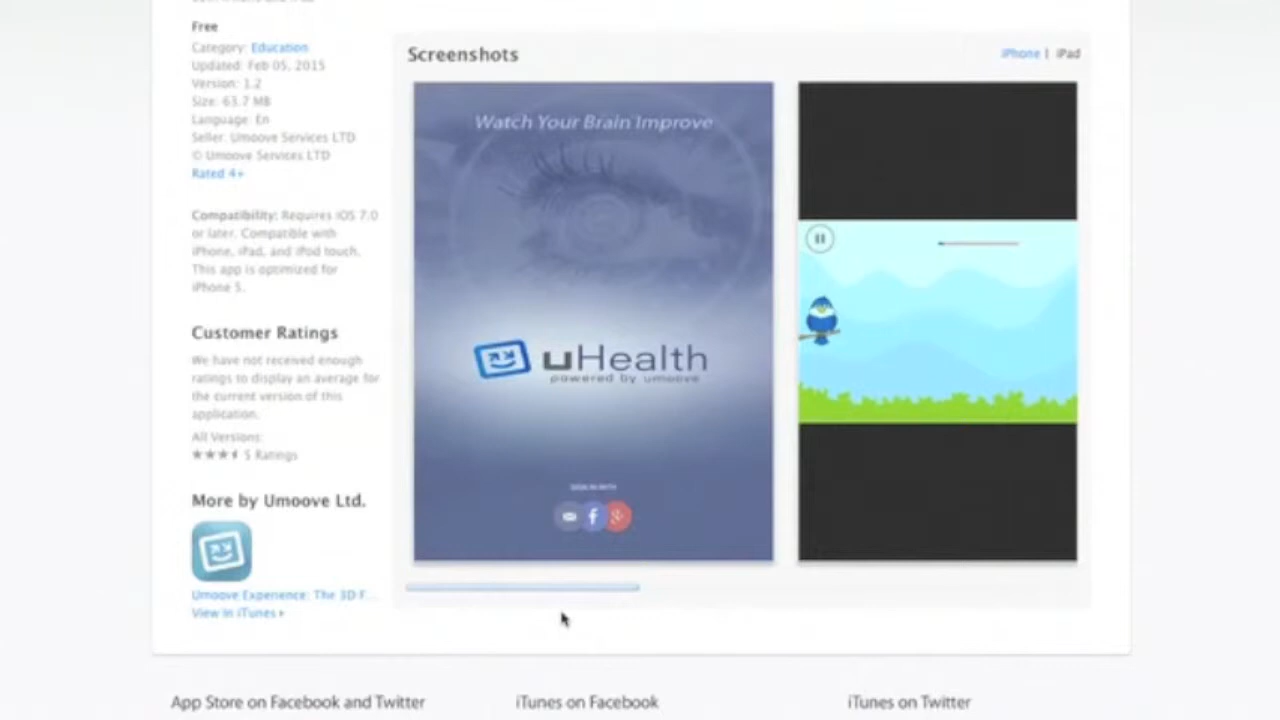 Free
Category: Education
Updated: Feb 05, 2015
Version: 1.2
Size: 63.7 MB
Language: En
Seller: Umoove Services LTD
© Umoove Services LTD
Rated 4+
Compatibility: Requires iOS 7.0
or later. Compatible with
iPhone, iPad, and iPod touch.
This app is optimized for
iPhone 5.
Customer Ratings
We have not received enough
ratings to display an average for
the current version of this
application.
All Versions:
5 Ratings
More by Umoove Ltd.
Umoove Experience: The 3D F...
View in iTunes
Screenshots
iPhone | iPad
Watch Your Brain Improve
uHealth
powered by umoove
SIGN IN WITH
App Store on Facebook and Twitter
iTunes on Facebook
iTunes on Twitter